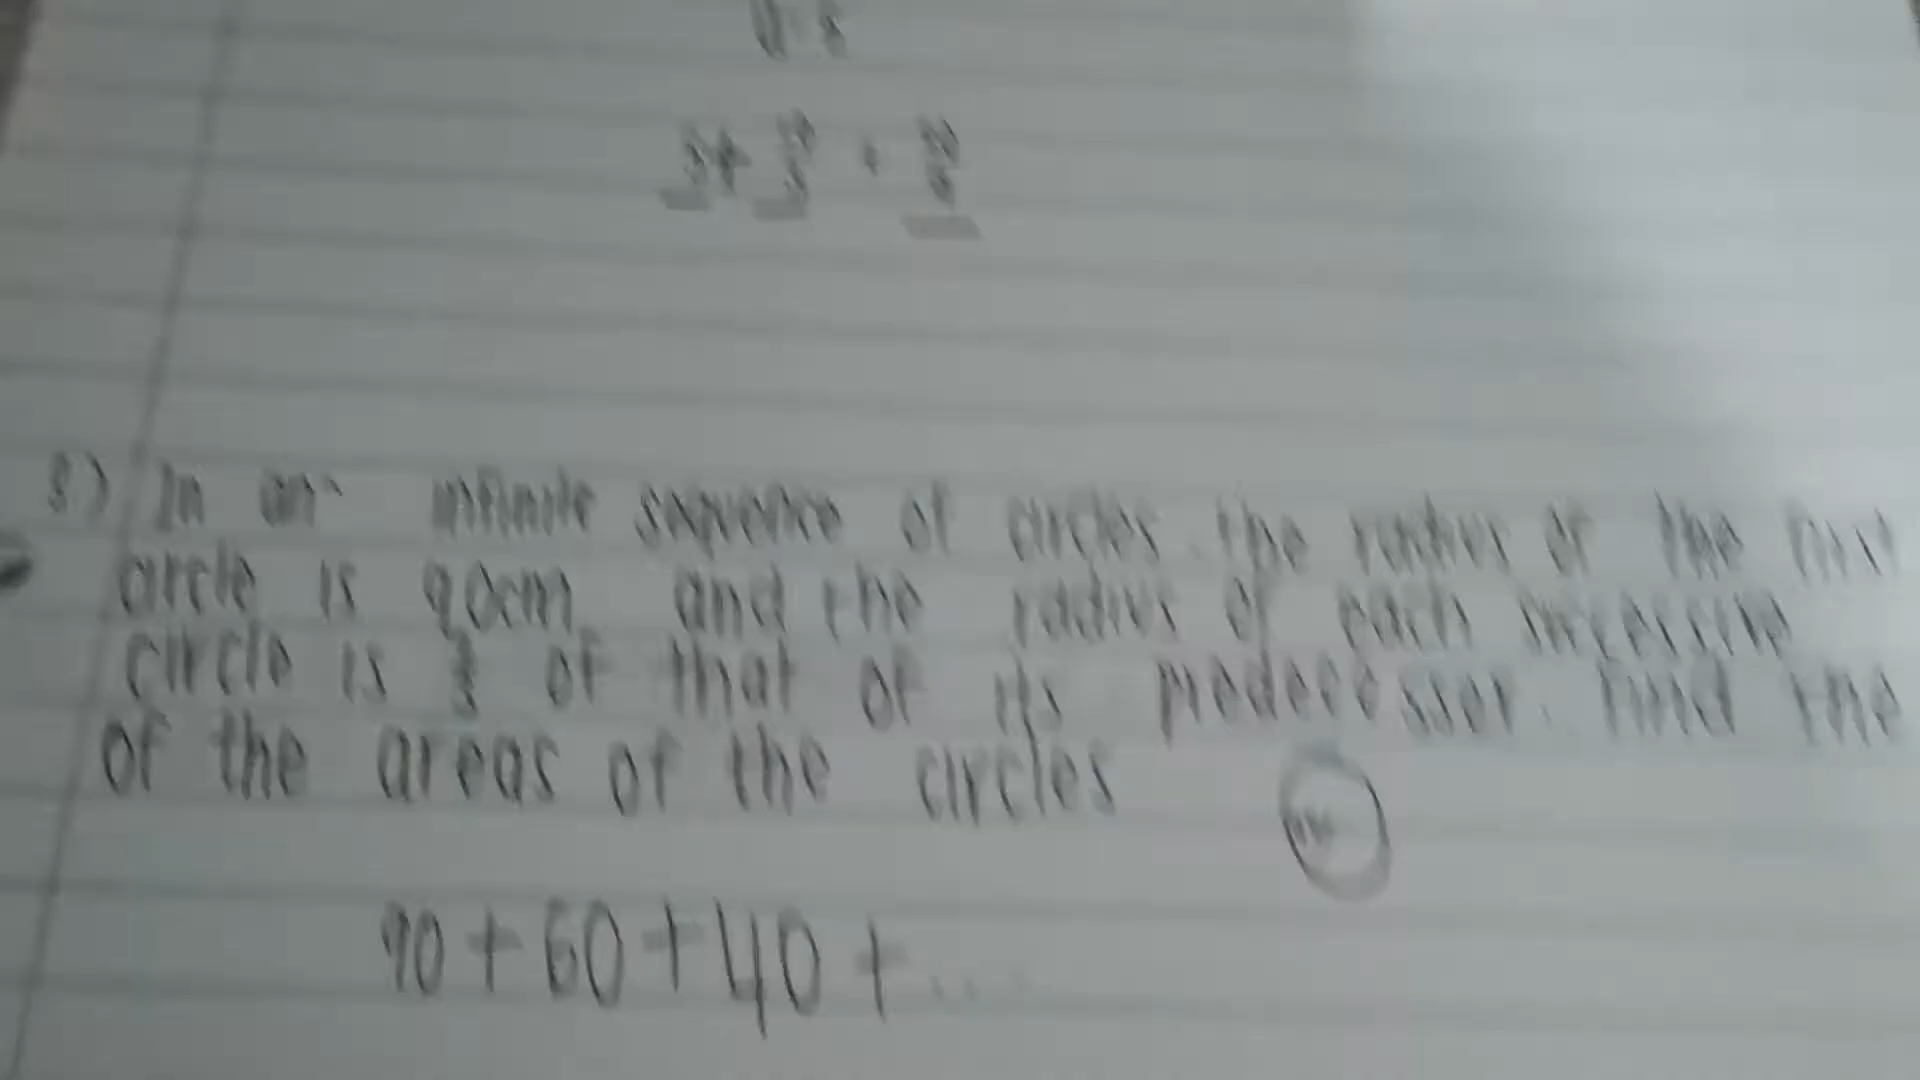 8) In an infinite sequence of circles the radius of the first
circle is 90cm and the radius of each successive
circle is 2/3 of that of its predecessor. Find the
of the areas of the circles
90+60+40+...